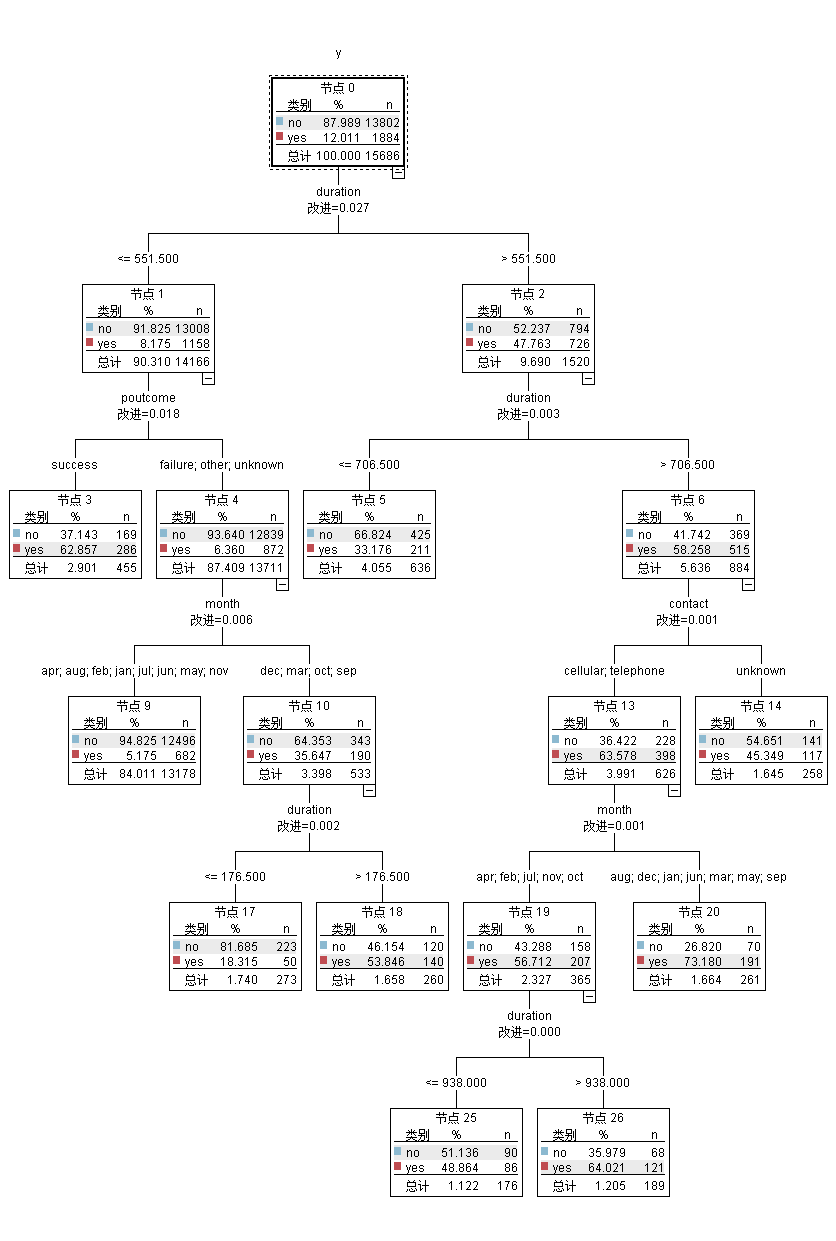 y
节点 0
类别 % n
no 87.989 13802
yes 12.011 1884
总计 100.000 15686
duration
改进=0.027
<= 551.500
> 551.500
节点 1
类别 % n
no 91.825 13008
yes 8.175 1158
总计 90.310 14166
节点 2
类别 % n
no 52.237 794
yes 47.763 726
总计 9.690 1520
poutcome
改进=0.018
duration
改进=0.003
success
failure; other; unknown
<= 706.500
> 706.500
节点 3
类别 % n
no 37.143 169
yes 62.857 286
总计 2.901 455
节点 4
类别 % n
no 93.640 12839
yes 6.360 872
总计 87.409 13711
节点 5
类别 % n
no 66.824 425
yes 33.176 211
总计 4.055 636
节点 6
类别 % n
no 41.742 369
yes 58.258 515
总计 5.636 884
month
改进=0.006
contact
改进=0.001
apr; aug; feb; jan; jul; jun; may; nov
dec; mar; oct; sep
cellular; telephone
unknown
节点 9
类别 % n
no 94.825 12496
yes 5.175 682
总计 84.011 13178
节点 10
类别 % n
no 64.353 343
yes 35.647 190
总计 3.398 533
节点 13
类别 % n
no 36.422 228
yes 63.578 398
总计 3.991 626
节点 14
类别 % n
no 54.651 141
yes 45.349 117
总计 1.645 258
duration
改进=0.002
month
改进=0.001
<= 176.500
> 176.500
apr; feb; jul; nov; oct
aug; dec; jan; jun; mar; may; sep
节点 17
类别 % n
no 81.685 223
yes 18.315 50
总计 1.740 273
节点 18
类别 % n
no 46.154 120
yes 53.846 140
总计 1.658 260
节点 19
类别 % n
no 43.288 158
yes 56.712 207
总计 2.327 365
节点 20
类别 % n
no 26.820 70
yes 73.180 191
总计 1.664 261
duration
改进=0.000
<= 938.000
> 938.000
节点 25
类别 % n
no 51.136 90
yes 48.864 86
总计 1.122 176
节点 26
类别 % n
no 35.979 68
yes 64.021 121
总计 1.205 189